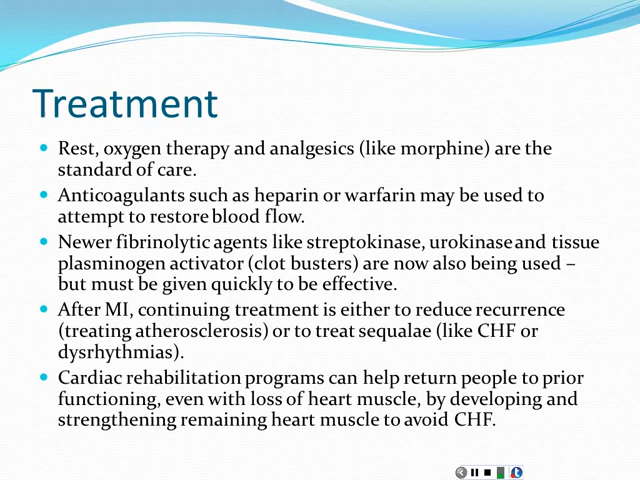 Treatment
• Rest, oxygen therapy and analgesics (like morphine) are the
standard of care.
• Anticoagulants such as heparin or warfarin may be used to
attempt to restore blood flow.
• Newer fibrinolytic agents like streptokinase, urokinase and tissue
plasminogen activator (clot busters) are now also being used –
but must be given quickly to be effective.
• After MI, continuing treatment is either to reduce recurrence
(treating atherosclerosis) or to treat sequalae (like CHF or
dysrhythmias).
• Cardiac rehabilitation programs can help return people to prior
functioning, even with loss of heart muscle, by developing and
strengthening remaining heart muscle to avoid CHF.